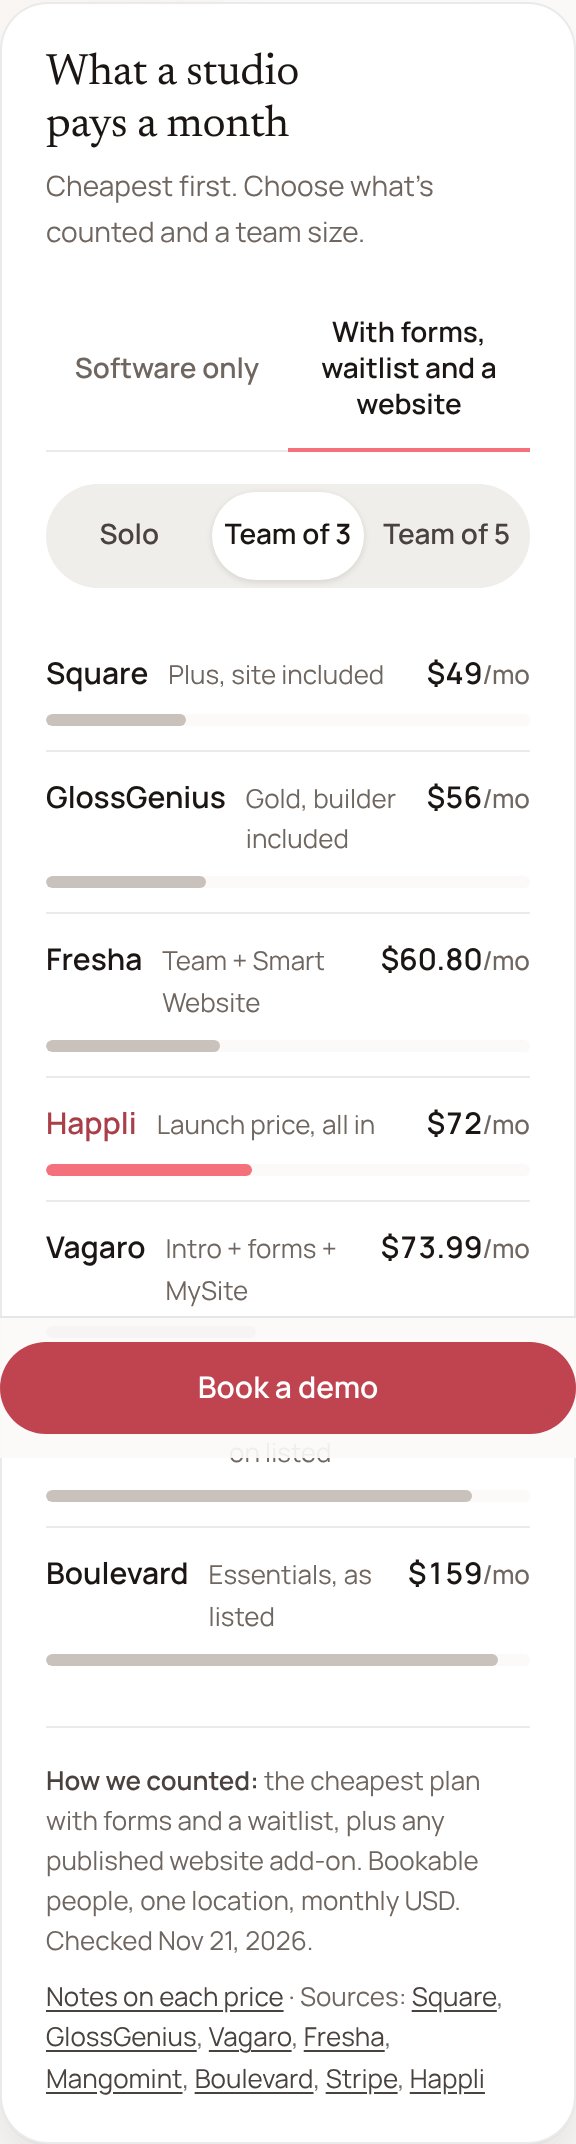 What a studio
pays a month
Cheapest first. Choose what’s
counted and a team size.
Software only
With forms,
waitlist and a
website
Solo
Team of 3
Team of 5
Square Plus, site included $49/mo
GlossGenius Gold, builder $56/mo
included
Fresha Team + Smart $60.80/mo
Website
Happli Launch price, all in $72/mo
Vagaro Intro + forms + $73.99/mo
MySite
Book a demo
on listed
Boulevard Essentials, as $159/mo
listed
How we counted: the cheapest plan
with forms and a waitlist, plus any
published website add-on. Bookable
people, one location, monthly USD.
Checked Nov 21, 2026.
Notes on each price · Sources: Square,
GlossGenius, Vagaro, Fresha,
Mangomint, Boulevard, Stripe, Happli